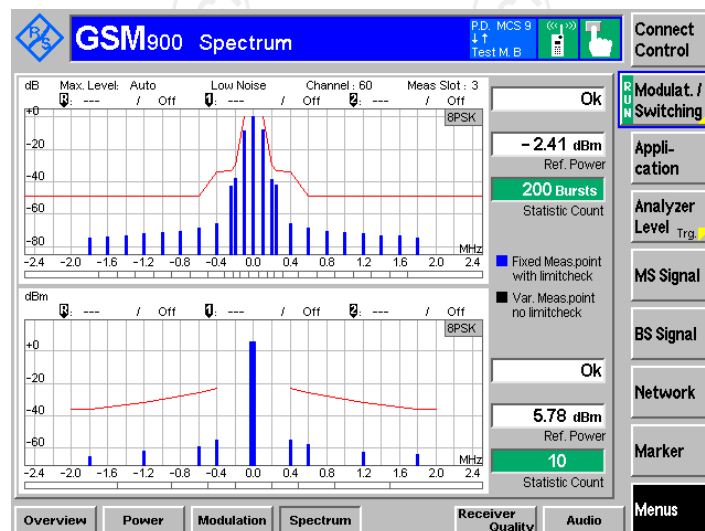 R&S
GSM900 Spectrum
P.D. MCS 9
↓↑
Test M. B
Connect Control
dB Max. Level: Auto Low Noise Channel : 60 Meas Slot : 3
R: --- / Off 1: --- / Off 2: --- / Off
8PSK
+0
-20
-40
-60
-80
MHz
-2.4 -2.0 -1.6 -1.2 -0.8 -0.4 0.0 0.4 0.8 1.2 1.6 2.0 2.4
Ok
-2.41 dBm
Ref. Power
200 Bursts
Statistic Count
Fixed Meas.point
with limitcheck
Var. Meas.point
no limitcheck
dBm
R: --- / Off 1: --- / Off 2: --- / Off
8PSK
+0
-20
-40
-60
MHz
-2.4 -2.0 -1.6 -1.2 -0.8 -0.4 0.0 0.4 0.8 1.2 1.6 2.0 2.4
Ok
5.78 dBm
Ref. Power
10
Statistic Count
RUN
Modulat. /
Switching
Appli-
cation
Analyzer
Level Trg.
MS Signal
BS Signal
Network
Marker
Menus
Overview Power Modulation Spectrum Receiver Quality Audio